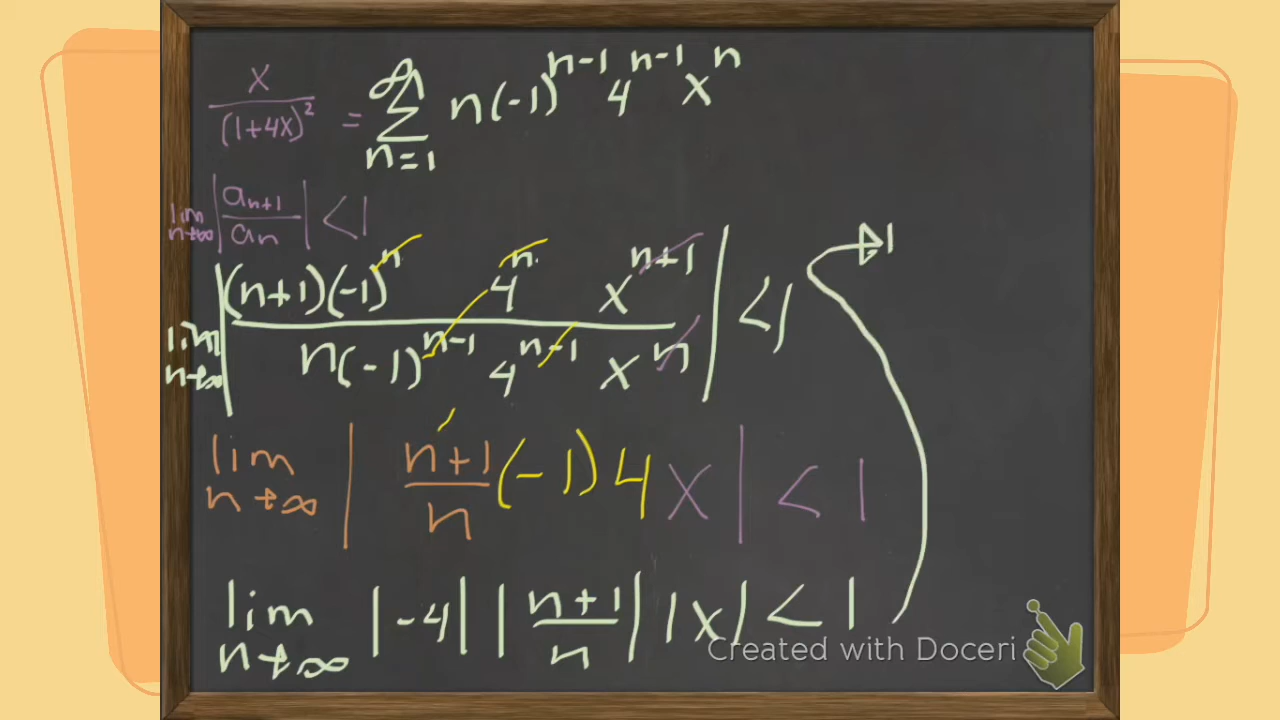 x/(1+4x)² = ∑_{n=1}^{∞} n(-1)^{n-1} 4^{n-1} x^n
lim_{n→∞} |a_{n+1}/a_n| < 1
lim_{n→∞} |(n+1)(-1)^n 4^n x^{n+1} / n(-1)^{n-1} 4^{n-1} x^n| < 1
lim_{n→∞} | (n+1)/n (-1) 4 x | < 1
lim_{n→∞} |-4| |(n+1)/n| |x| < 1 → 1
Created with Doceri